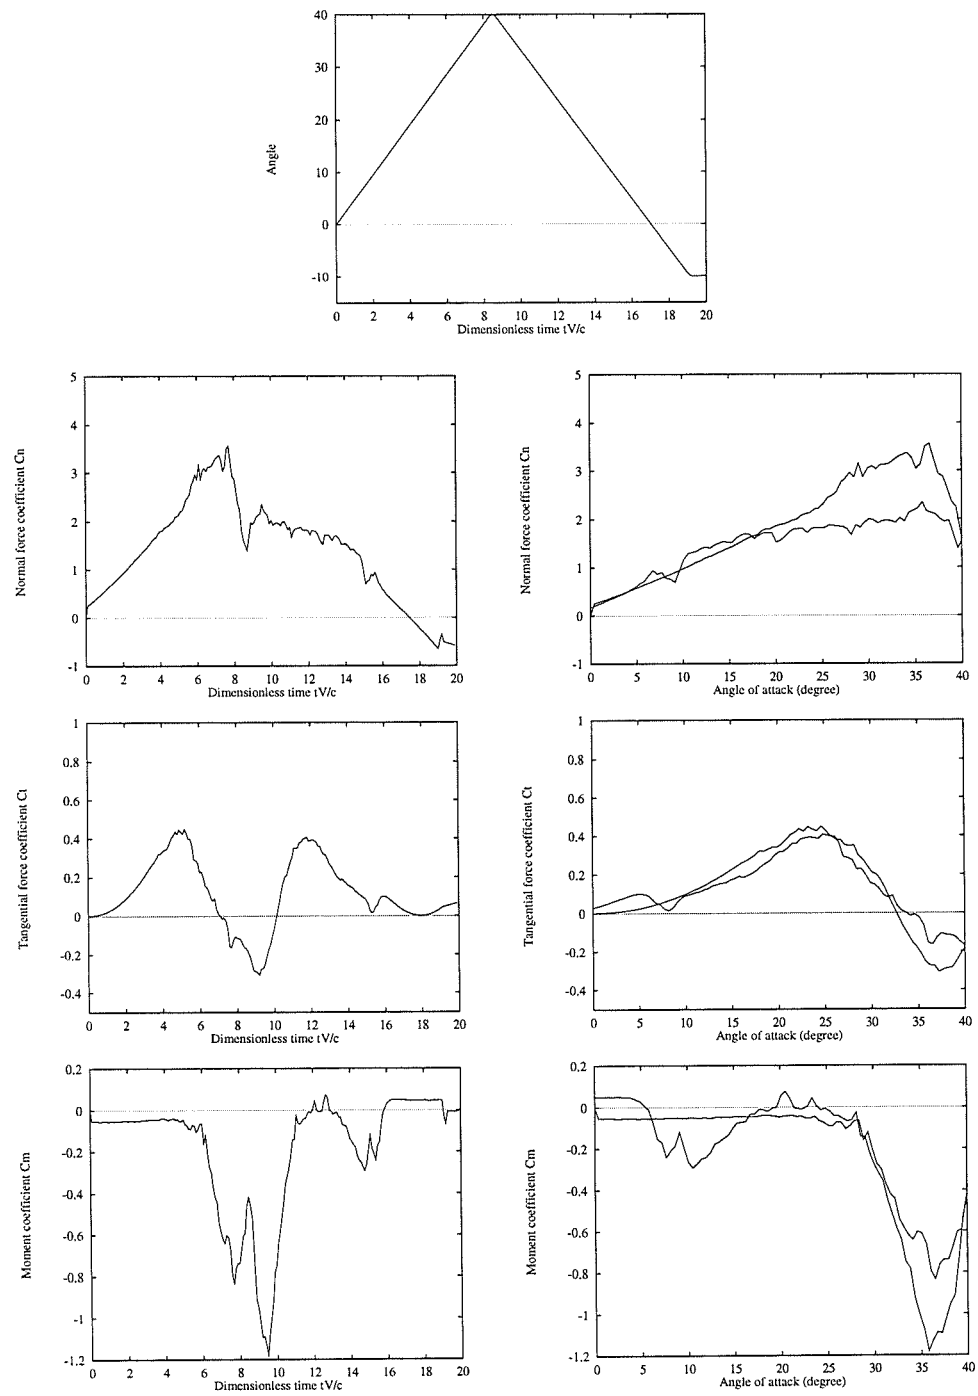 40
30
20
10
0
-10
Angle
0 2 4 6 8 10 12 14 16 18 20
Dimensionless time tV/c
5
4
3
2
1
0
-1
Normal force coefficient Cn
0 2 4 6 8 10 12 14 16 18 20
Dimensionless time tV/c
5
4
3
2
1
0
-1
Normal force coefficient Cn
0 5 10 15 20 25 30 35 40
Angle of attack (degree)
1
0.8
0.6
0.4
0.2
0
-0.2
-0.4
Tangential force coefficient Ct
0 2 4 6 8 10 12 14 16 18 20
Dimensionless time tV/c
1
0.8
0.6
0.4
0.2
0
-0.2
-0.4
Tangential force coefficient Ct
0 5 10 15 20 25 30 35 40
Angle of attack (degree)
0.2
0
-0.2
-0.4
-0.6
-0.8
-1
-1.2
Moment coefficient Cm
0 2 4 6 8 10 12 14 16 18 20
Dimensionless time tV/c
0.2
0
-0.2
-0.4
-0.6
-0.8
-1
-1.2
Moment coefficient Cm
0 5 10 15 20 25 30 35 40
Angle of attack (degree)